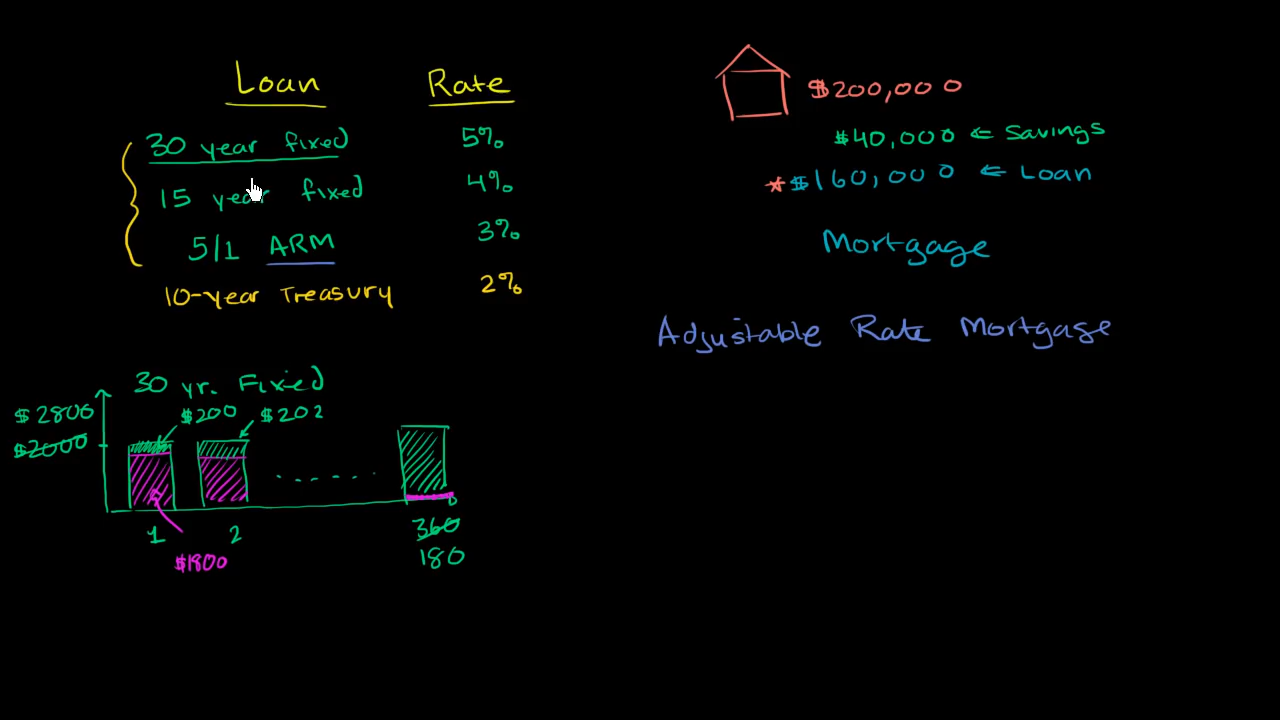 Loan Rate
30 year fixed 5%
15 year fixed 4%
5/1 ARM 3%
10-year Treasury 2%
$200,000
$40,000 ← Savings
*$160,000 ← Loan
Mortgage
Adjustable Rate Mortgage
30 yr. Fixied
$2800 $200 $202
$2000
1 2 360
$1800 180